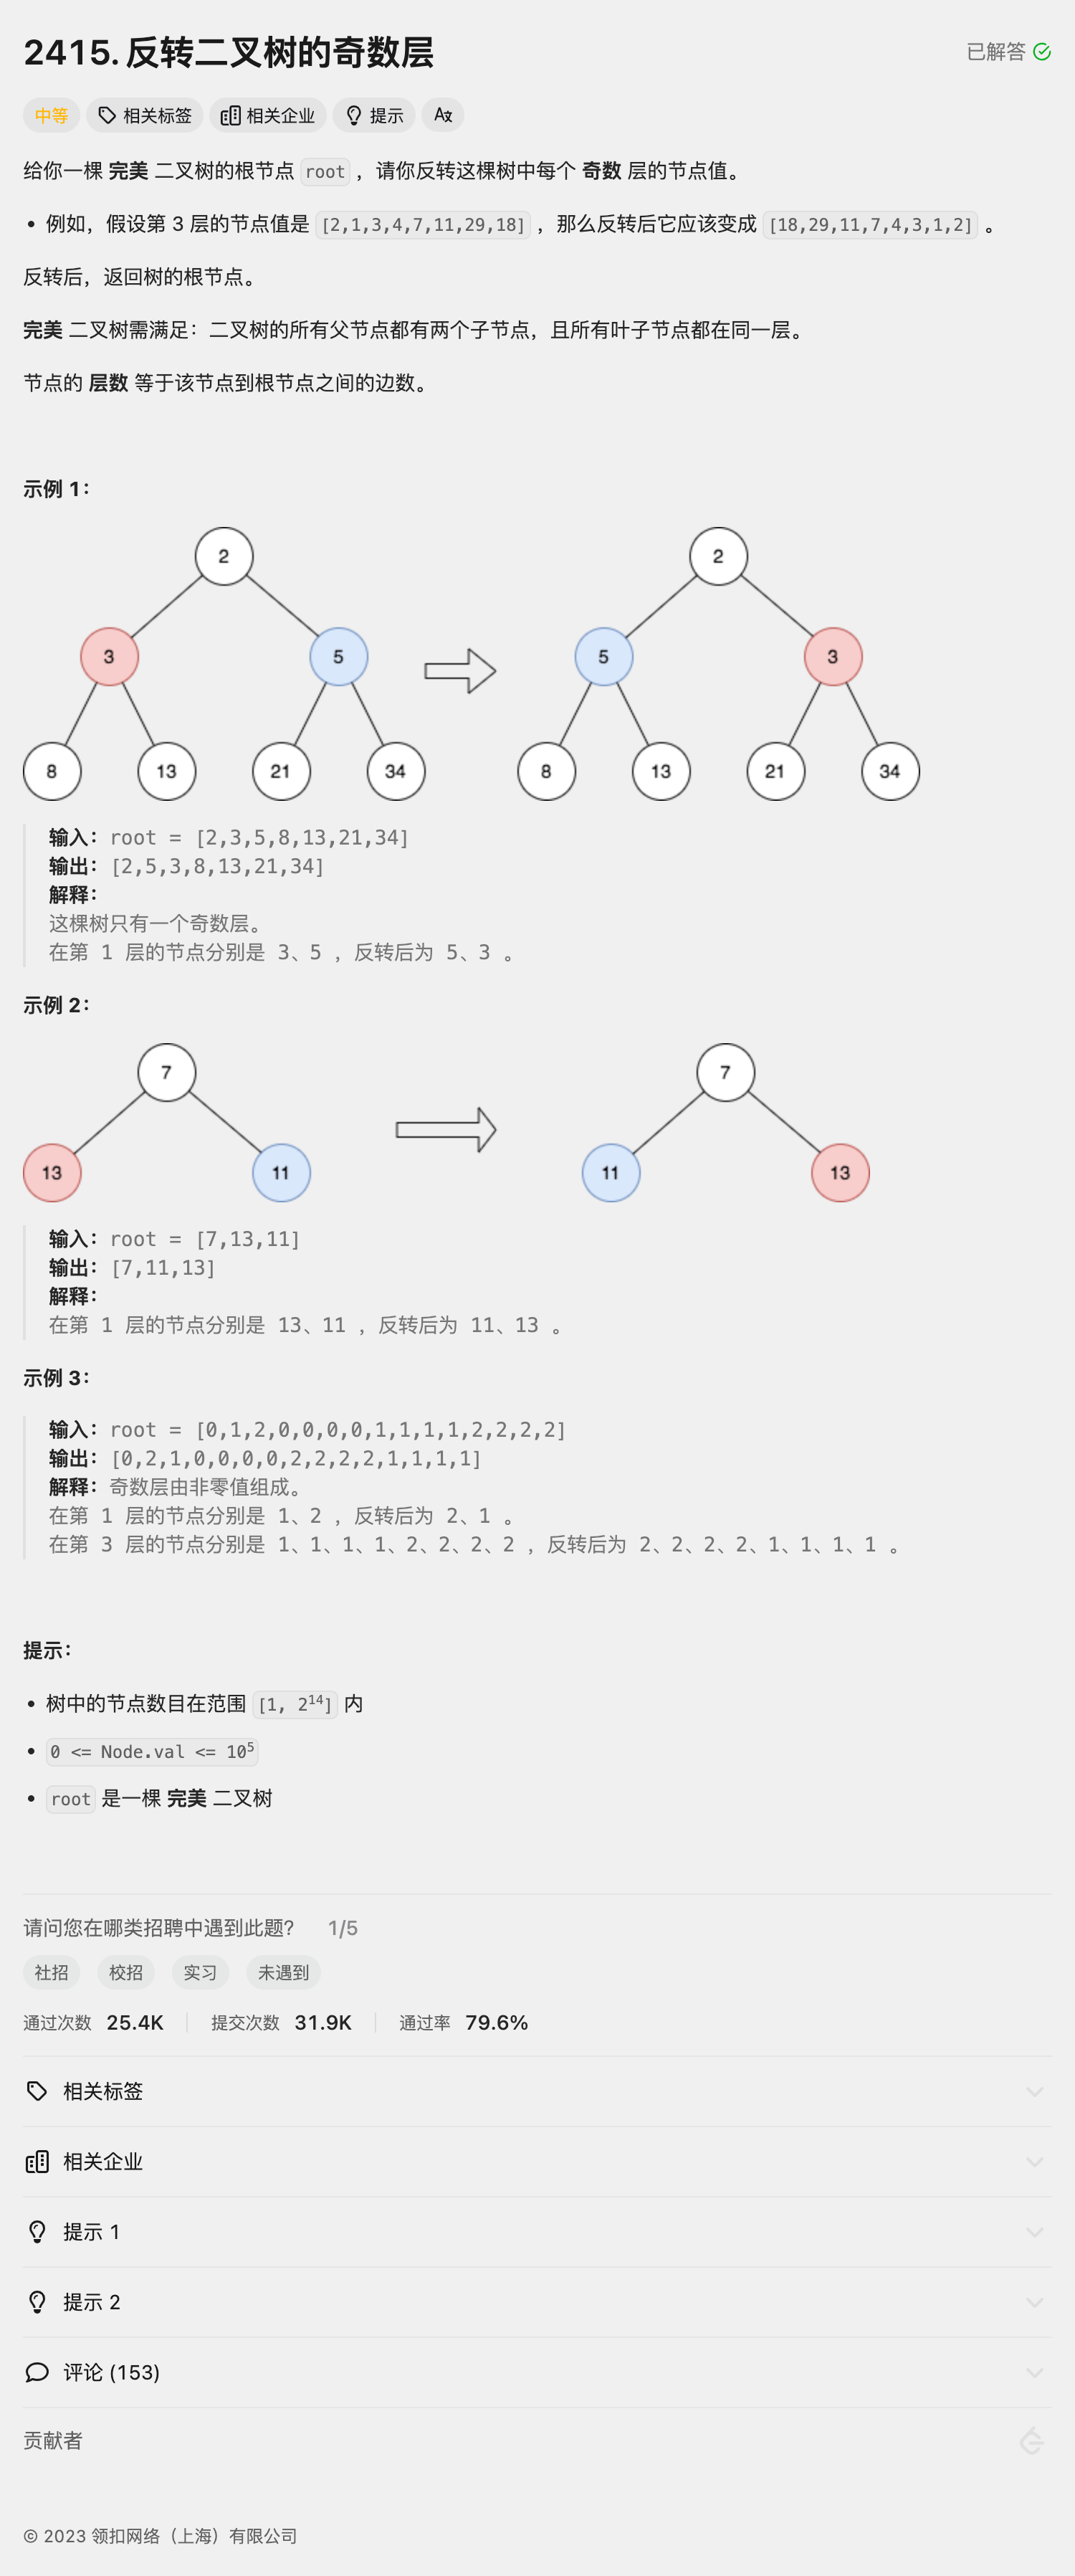 2415. 反转二叉树的奇数层
已解答
中等 相关标签 相关企业 提示 A文
给你一棵 完美 二叉树的根节点 root ，请你反转这棵树中每个 奇数 层的节点值。
• 例如，假设第 3 层的节点值是 [2,1,3,4,7,11,29,18] ，那么反转后它应该变成 [18,29,11,7,4,3,1,2] 。
反转后，返回树的根节点。
完美 二叉树需满足：二叉树的所有父节点都有两个子节点，且所有叶子节点都在同一层。
节点的 层数 等于该节点到根节点之间的边数。
示例 1：
2 2
3 5 5 3
8 13 21 34 8 13 21 34
输入：root = [2,3,5,8,13,21,34]
输出：[2,5,3,8,13,21,34]
解释：
这棵树只有一个奇数层。
在第 1 层的节点分别是 3、5 ，反转后为 5、3 。
示例 2：
7 7
13 11 11 13
输入：root = [7,13,11]
输出：[7,11,13]
解释：
在第 1 层的节点分别是 13、11 ，反转后为 11、13 。
示例 3：
输入：root = [0,1,2,0,0,0,0,1,1,1,1,2,2,2,2]
输出：[0,2,1,0,0,0,0,2,2,2,2,1,1,1,1]
解释：奇数层由非零值组成。
在第 1 层的节点分别是 1、2 ，反转后为 2、1 。
在第 3 层的节点分别是 1、1、1、1、2、2、2、2 ，反转后为 2、2、2、2、1、1、1、1 。
提示：
• 树中的节点数目在范围 [1, 2¹⁴] 内
• 0 <= Node.val <= 10⁵
• root 是一棵 完美 二叉树
请问您在哪类招聘中遇到此题？ 1/5
社招 校招 实习 未遇到
通过次数 25.4K 提交次数 31.9K 通过率 79.6%
相关标签
相关企业
提示 1
提示 2
评论 (153)
贡献者
© 2023 领扣网络（上海）有限公司